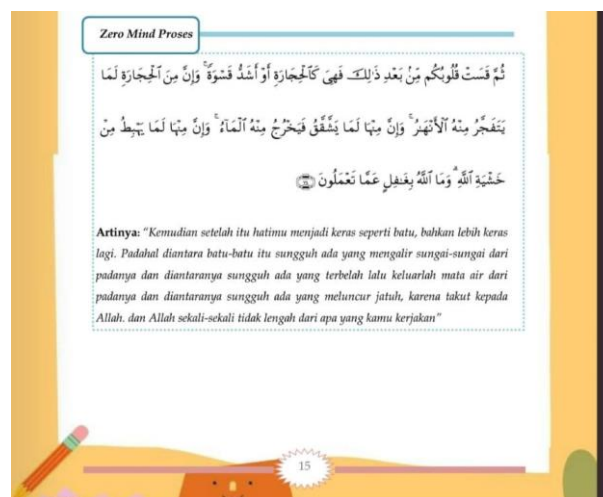 Zero Mind Proses
ثُمَّ قَسَتْ قُلُوبُكُم مِّنۢ بَعْدِ ذَٰلِكَ فَهِىَ كَٱلْحِجَارَةِ أَوْ أَشَدُّ قَسْوَةً ۚ وَإِنَّ مِنَ ٱلْحِجَارَةِ لَمَا
يَتَفَجَّرُ مِنْهُ ٱلْأَنْهَٰرُ ۚ وَإِنَّ مِنْهَا لَمَا يَشَّقَّقُ فَيَخْرُجُ مِنْهُ ٱلْمَآءُ ۚ وَإِنَّ مِنْهَا لَمَا يَهْبِطُ مِنْ
خَشْيَةِ ٱللَّهِ ۗ وَمَا ٱللَّهُ بِغَٰفِلٍ عَمَّا تَعْمَلُونَ
Artinya: “Kemudian setelah itu hatimu menjadi keras seperti batu, bahkan lebih keras
lagi. Padahal diantara batu-batu itu sungguh ada yang mengalir sungai-sungai dari
padanya dan diantaranya sungguh ada yang terbelah lalu keluarlah mata air dari
padanya dan diantaranya sungguh ada yang meluncur jatuh, karena takut kepada
Allah. dan Allah sekali-sekali tidak lengah dari apa yang kamu kerjakan”
15